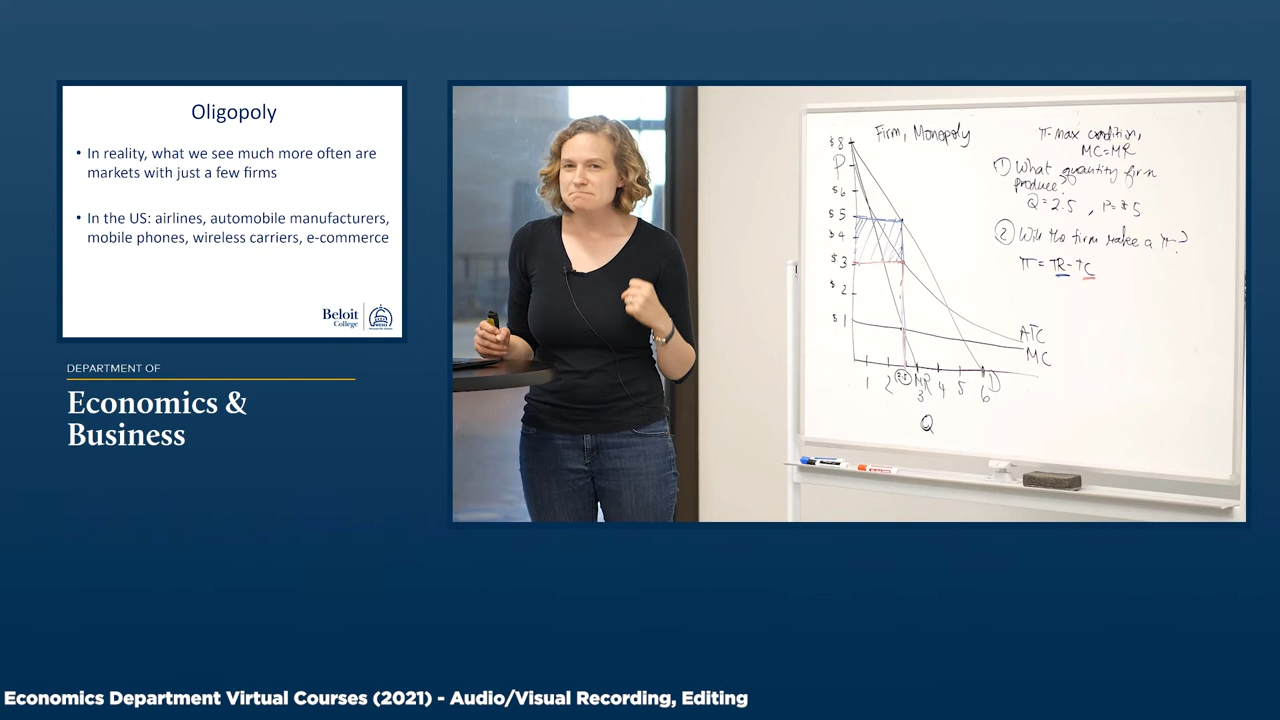 Oligopoly
• In reality, what we see much more often are
markets with just a few firms
• In the US: airlines, automobile manufacturers,
mobile phones, wireless carriers, e-commerce
Beloit
College
DEPARTMENT OF
Economics &
Business
Firm, Monopoly
$8
P
$6
$5
$4
$3
$2
$1
ATC
MC
1 2 2.5 MR 3 4 5 6 D
Q
π-max condition,
MC=MR
① What quantity firm
produce?
Q=2.5 , P=$5
② Will the firm make a π?
π = TR-TC
Economics Department Virtual Courses (2021) - Audio/Visual Recording, Editing